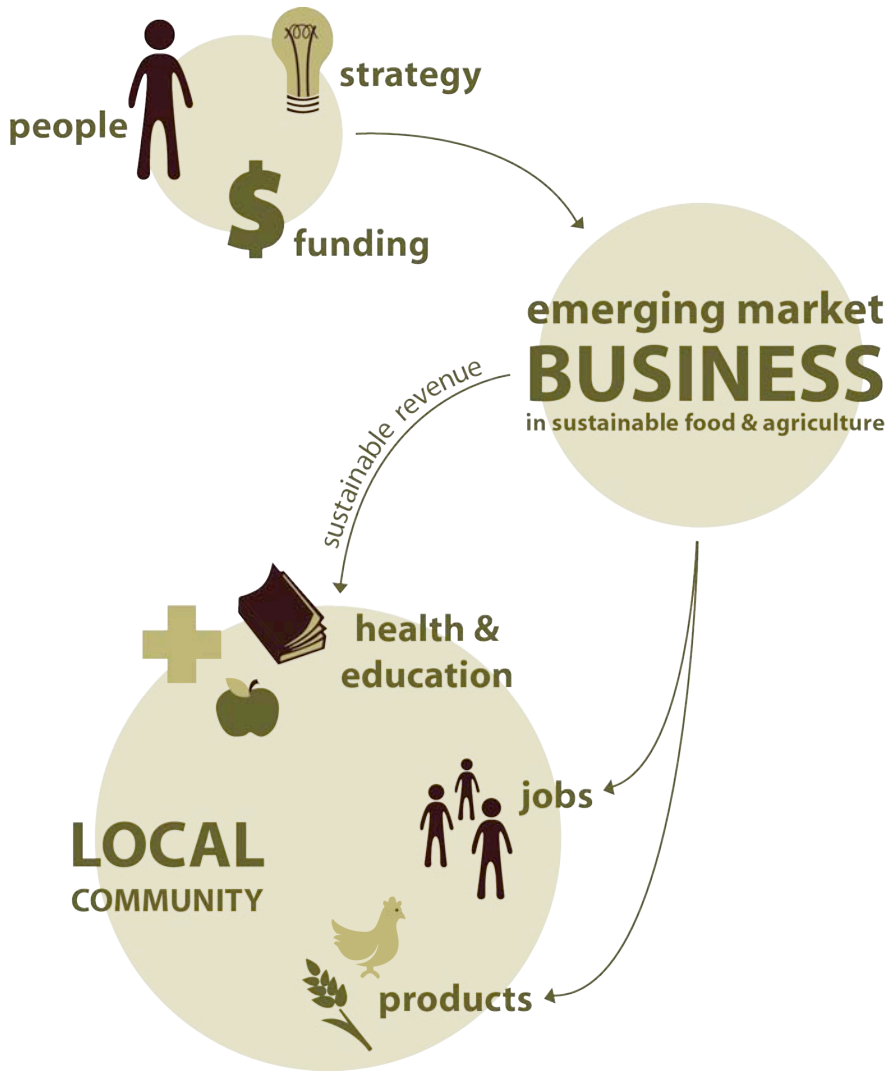 strategy
people
funding
emerging market
BUSINESS
in sustainable food & agriculture
sustainable revenue
health &
education
jobs
LOCAL
COMMUNITY
products